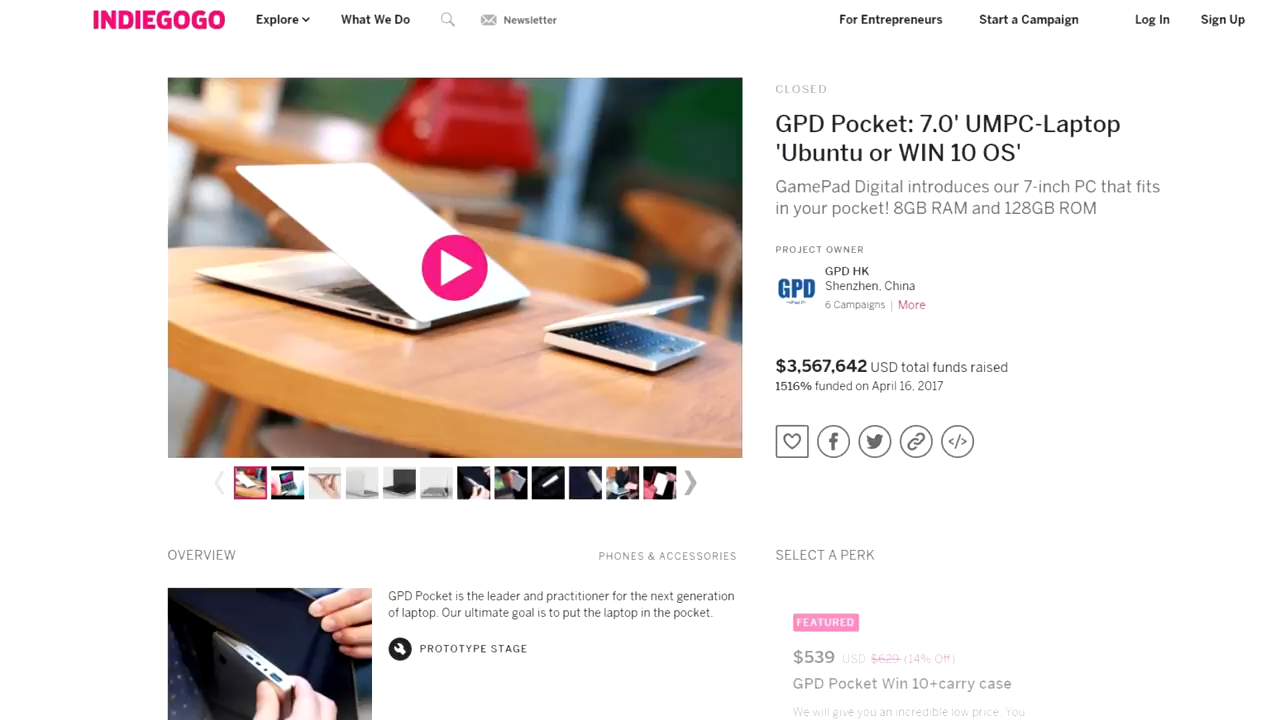 INDIEGOGO
Explore
What We Do
Newsletter
For Entrepreneurs
Start a Campaign
Log In
Sign Up
CLOSED
GPD Pocket: 7.0' UMPC-Laptop
'Ubuntu or WIN 10 OS'
GamePad Digital introduces our 7-inch PC that fits
in your pocket! 8GB RAM and 128GB ROM
PROJECT OWNER
GPD
GPD HK
Shenzhen, China
6 Campaigns | More
$3,567,642 USD total funds raised
1516% funded on April 16, 2017
OVERVIEW
PHONES & ACCESSORIES
GPD Pocket is the leader and practitioner for the next generation
of laptop. Our ultimate goal is to put the laptop in the pocket.
PROTOTYPE STAGE
SELECT A PERK
FEATURED
$539 USD $629 (14% Off)
GPD Pocket Win 10+carry case
We will give you an incredible low price. You